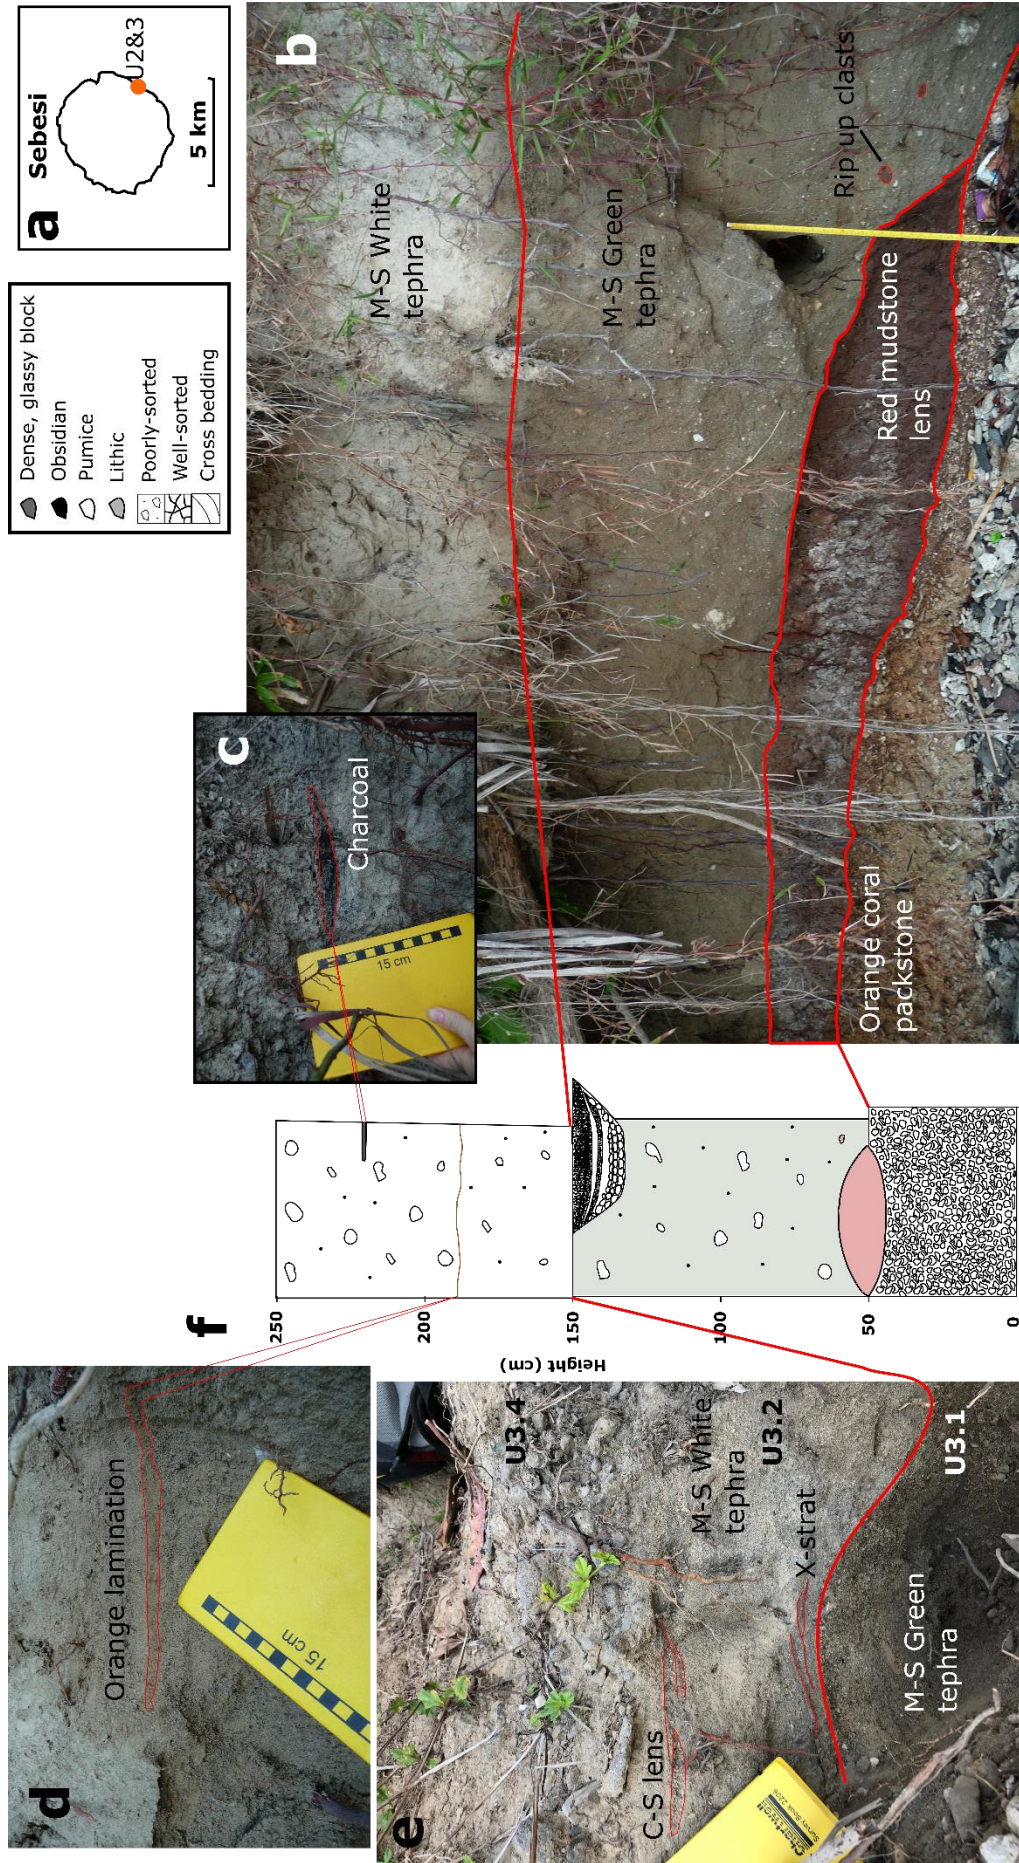 a
Sebesi
U2&3
5 km
Dense, glassy block
Obsidian
Pumice
Lithic
Poorly-sorted
Well-sorted
Cross bedding
b
M-S White
tephra
M-S Green
tephra
Rip up clasts
Red mudstone
lens
Orange coral
packstone
c
Charcoal
15 cm
f
250
200
150
100
50
0
Height (cm)
d
Orange lamination
15 cm
e
U3.4
C-S lens
M-S White
tephra
U3.2
X-strat
U3.1
M-S Green
tephra
Chartwell